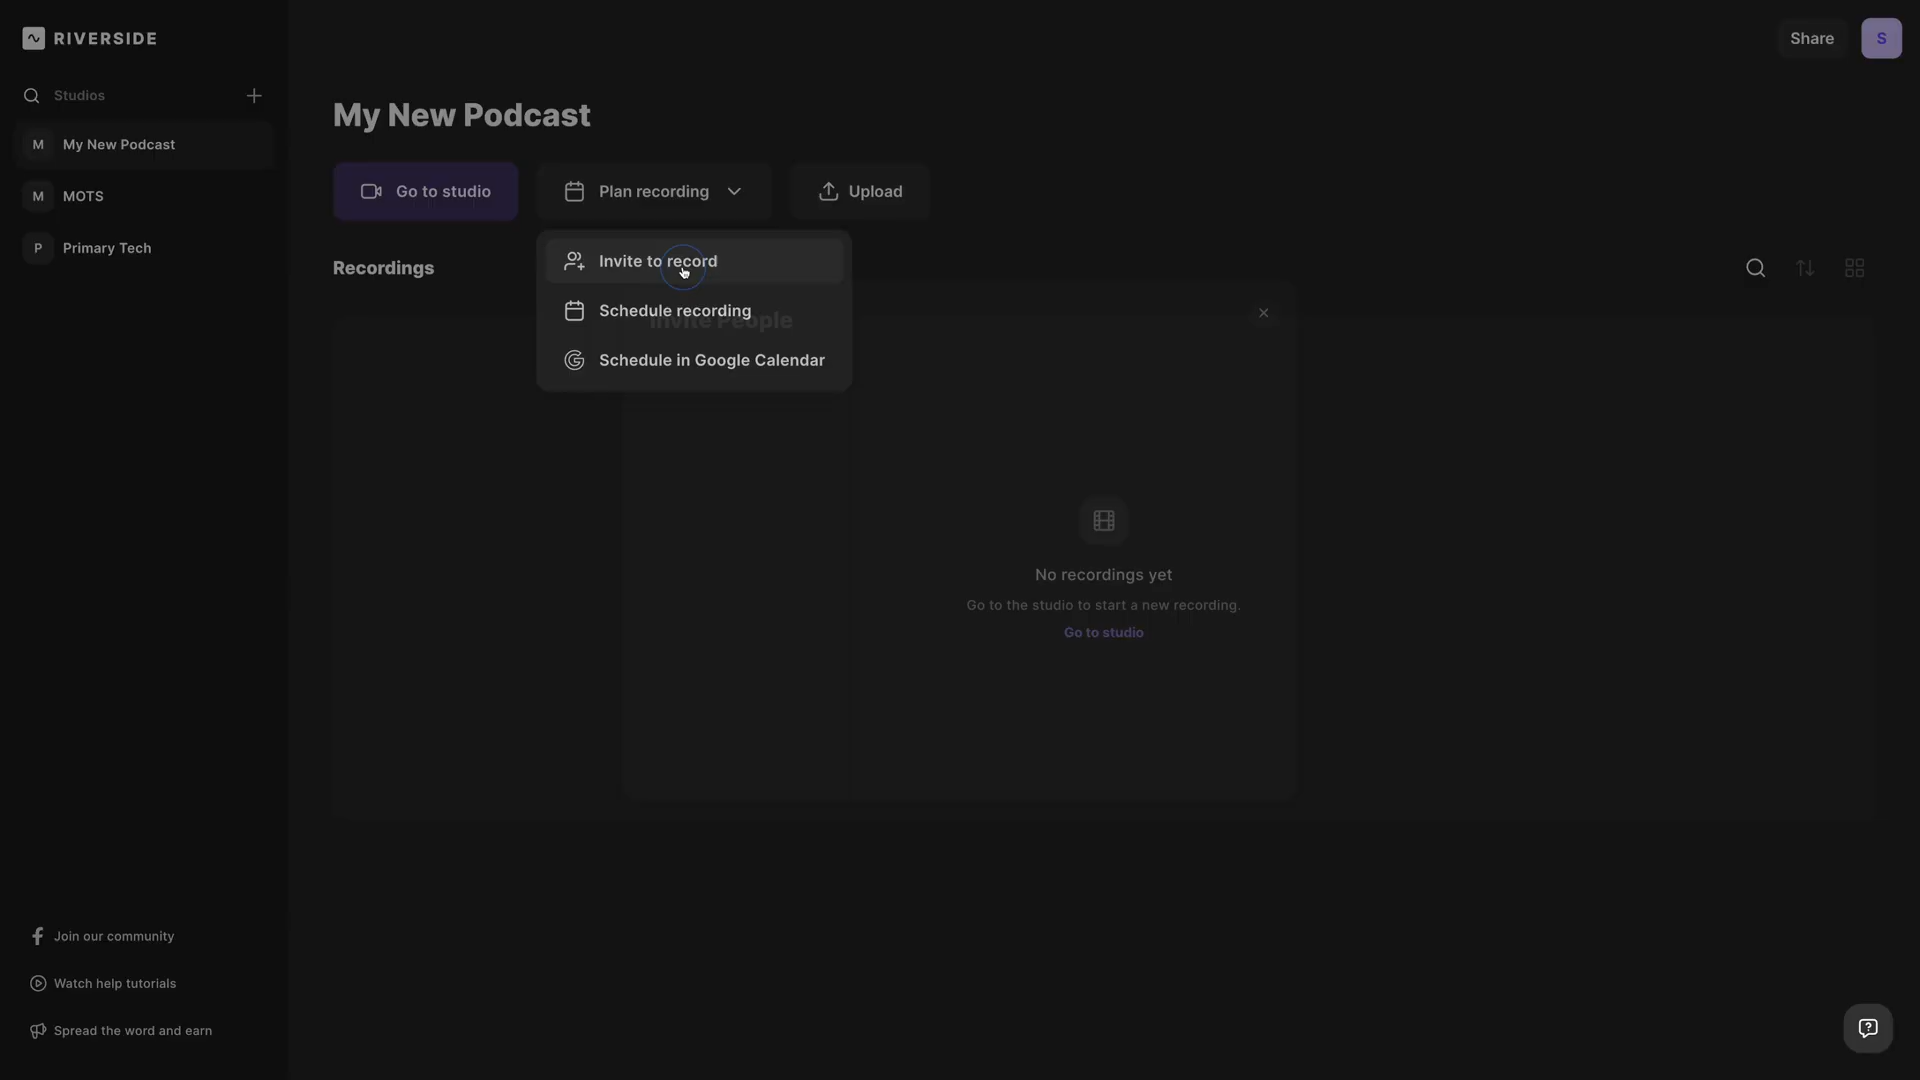 RIVERSIDE
Share
S
Studios
M My New Podcast
M MOTS
P Primary Tech
My New Podcast
Go to studio
Plan recording
Upload
Recordings
Invite to record
Schedule recording
Invite People
Schedule in Google Calendar
No recordings yet
Go to the studio to start a new recording.
Go to studio
Join our community
Watch help tutorials
Spread the word and earn